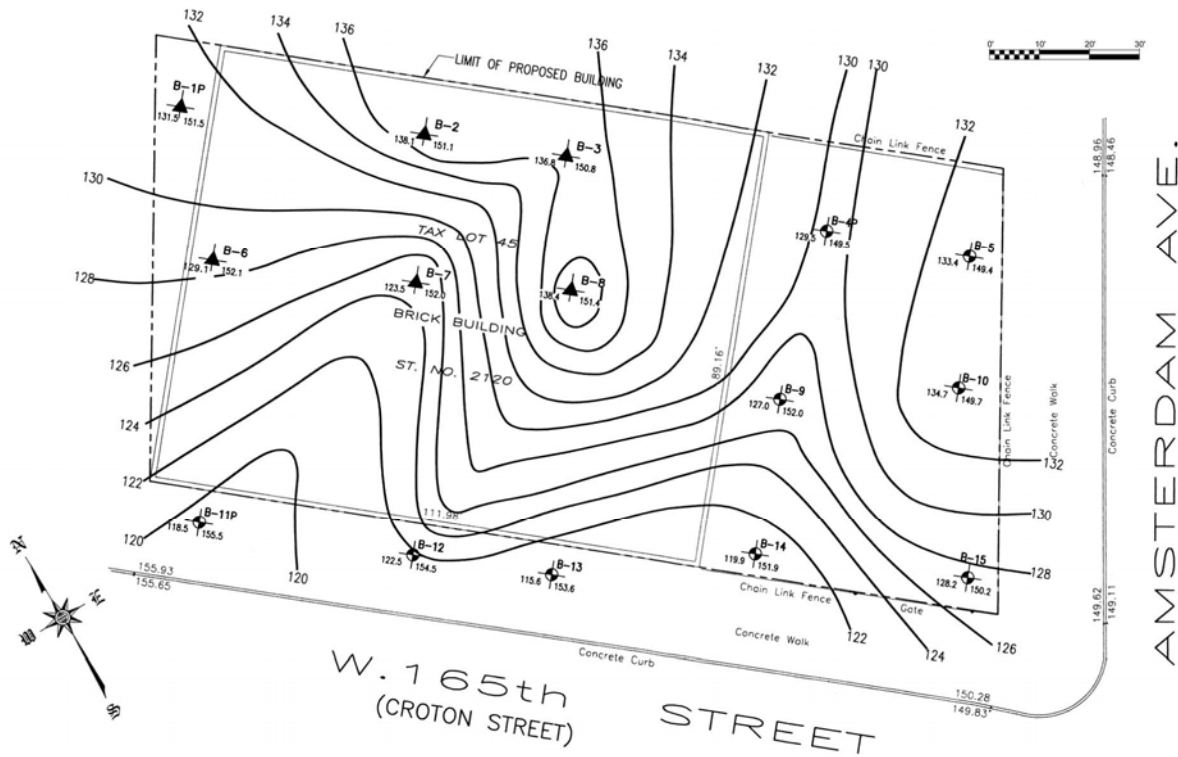 132
134
136
136
134
132
130
130
132
0'
10'
20'
30'
LIMIT OF PROPOSED BUILDING
Chain Link Fence
B-1P
131.5 151.5
B-2
138.1 151.1
B-3
136.8 150.8
148.96
148.46
AMSTERDAM AVE.
130
TAX LOT 45
B-4P
129.5 149.5
B-5
133.4 149.4
B-6
129.1 152.1
128
B-7
123.5 152.0
B-8
138.4 151.4
BRICK BUILDING
ST. NO. 2120
89.16'
126
B-9
127.0 152.0
B-10
134.7 149.7
Chain Link Fence
Concrete Walk
Concrete Curb
124
132
122
111.98
130
B-11P
118.5 155.5
120
120
B-12
122.5 154.5
B-13
115.6 153.6
B-14
119.9 151.9
B-15
128.2 150.2
128
Chain Link Fence
Gate
122
124
126
149.62
149.11
155.93
155.65
Concrete Walk
Concrete Curb
N
E
W
S
W. 165th STREET
(CROTON STREET)
150.28
149.83'